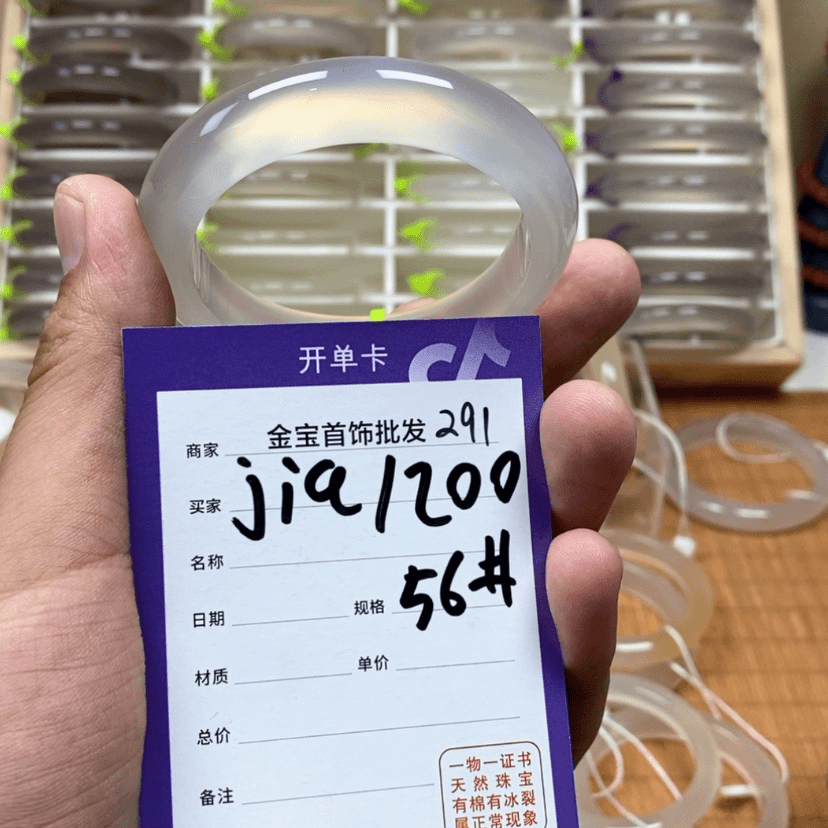 开单卡
商家 金宝首饰批发 291
买家 jia/200
名称
日期 规格 56#
材质 单价
总价
备注
一物一证书
天然珠宝
有棉有冰裂
属正常现象